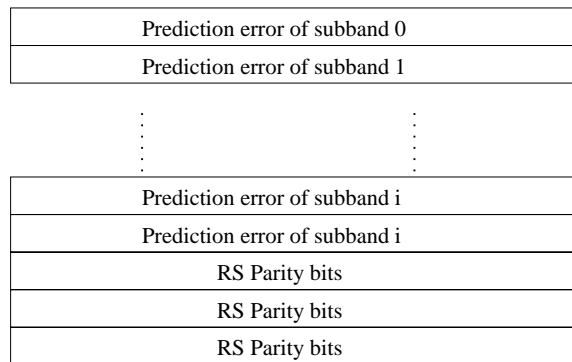 Prediction error of subband 0
Prediction error of subband 1
Prediction error of subband i
Prediction error of subband i
RS Parity bits
RS Parity bits
RS Parity bits